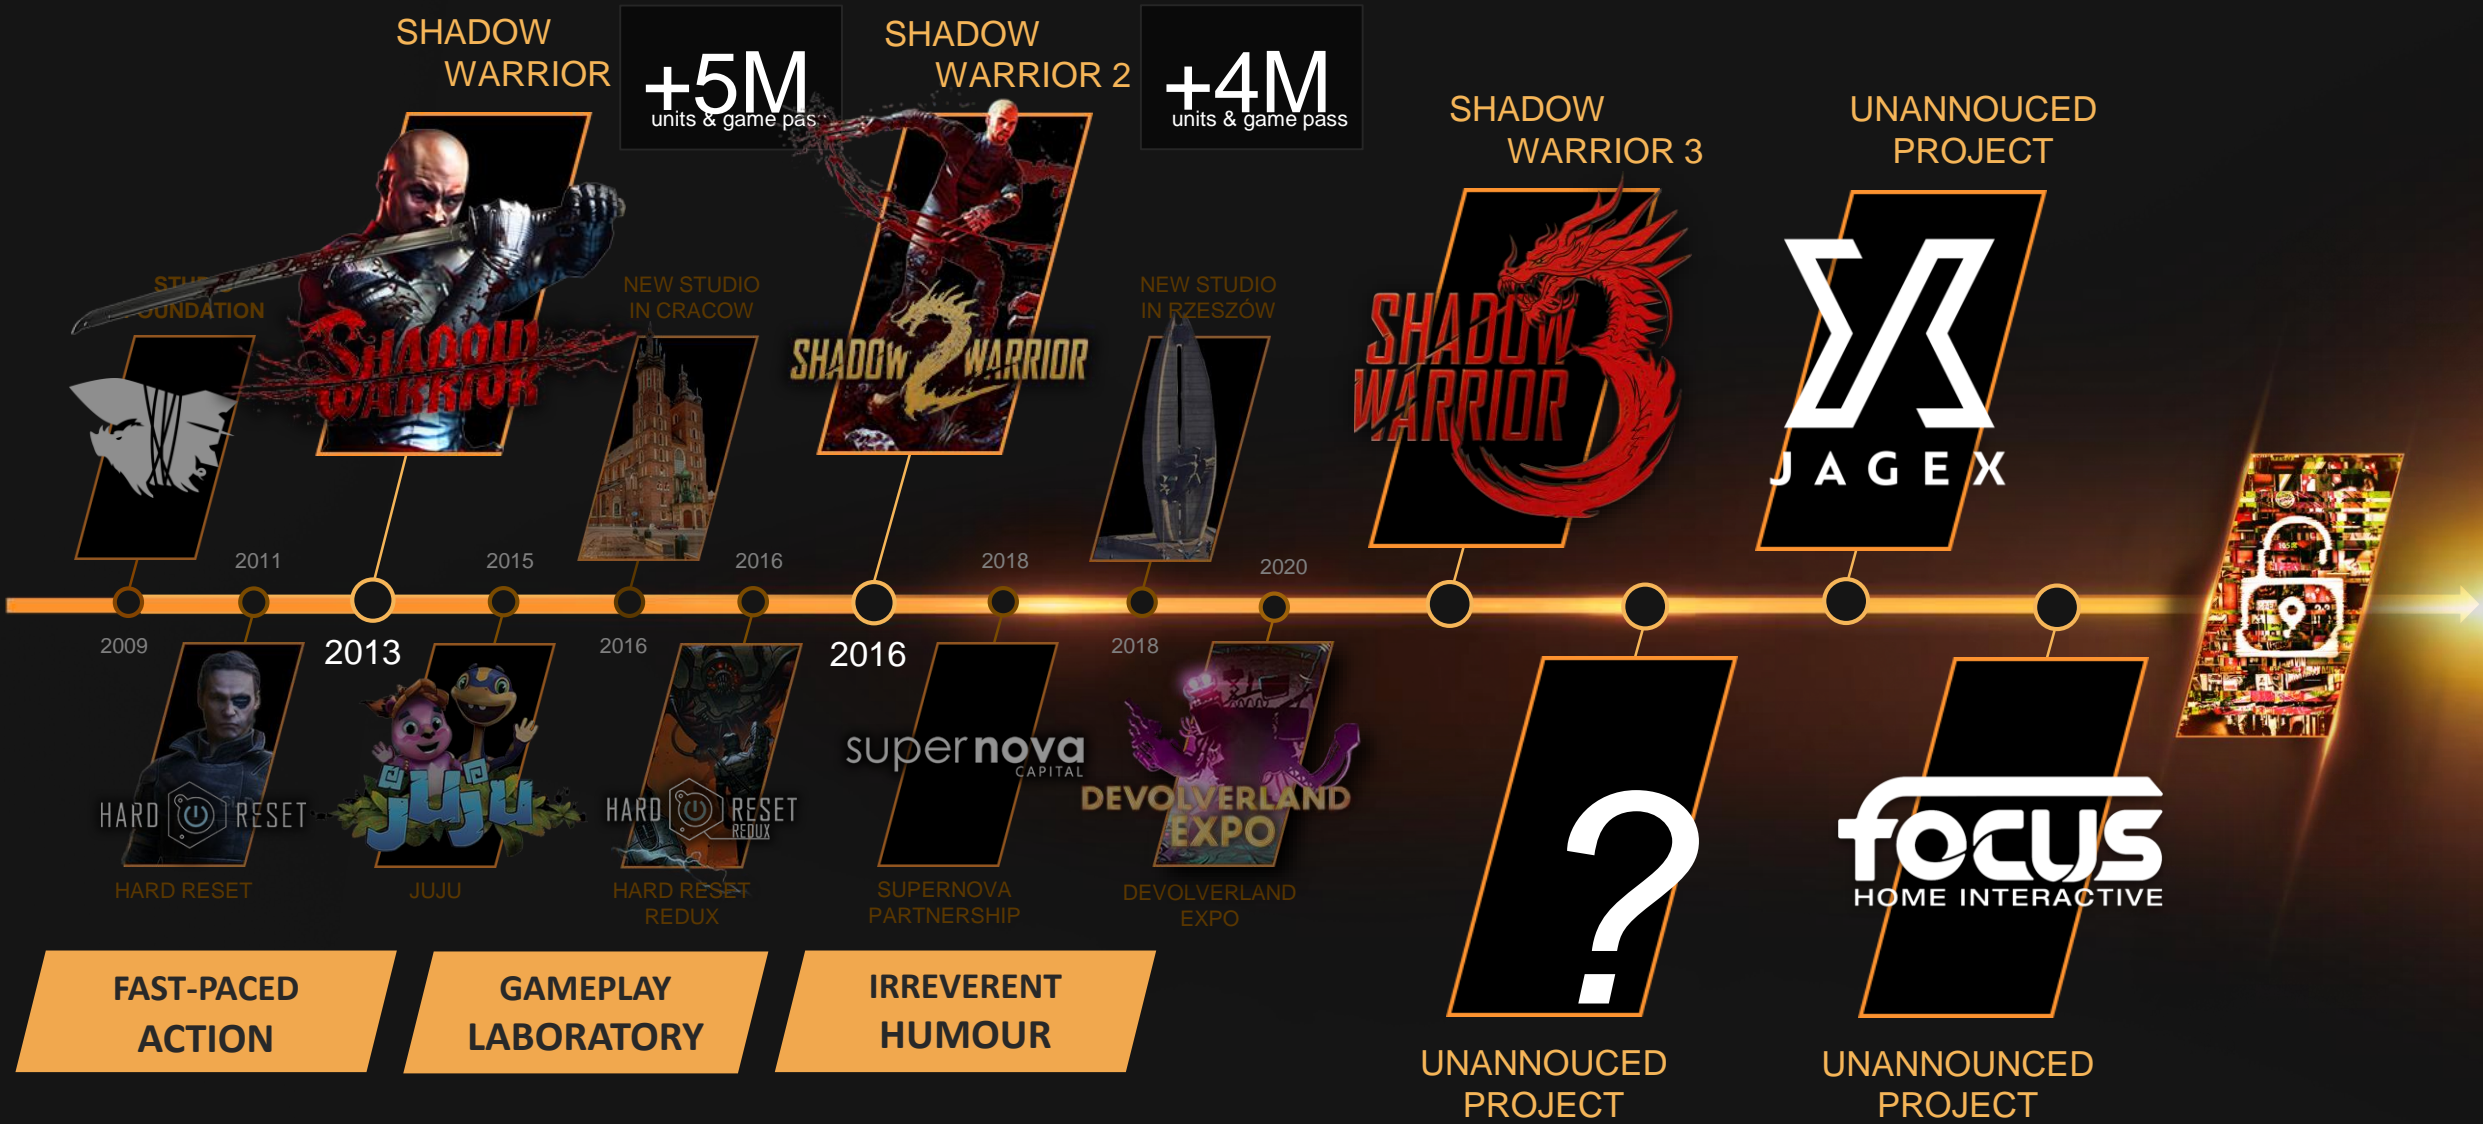 SHADOW
WARRIOR
+5M
units & game pas
SHADOW
WARRIOR 2
+4M
units & game pass
SHADOW
WARRIOR 3
UNANNOUCED
PROJECT
UNDATION
SHADOW
WARRIOR
NEW STUDIO
IN CRACOW
SHADOW 2 WARRIOR
NEW STUDIO
IN RZESZÓW
SHADOW
WARRIOR
3
JAGEX
2011
2015
2016
2018
2020
2009
2013
2016
2016
2018
HARD RESET
HARD RESET
juju
JUJU
HARD RESET
REDUX
HARD RESET
REDUX
supernova
CAPITAL
SUPERNOVA
PARTNERSHIP
DEVOLVERLAND
EXPO
DEVOLVERLAND
EXPO
?
UNANNOUCED
PROJECT
focus
HOME INTERACTIVE
UNANNOUNCED
PROJECT
FAST-PACED
ACTION
GAMEPLAY
LABORATORY
IRREVERENT
HUMOUR